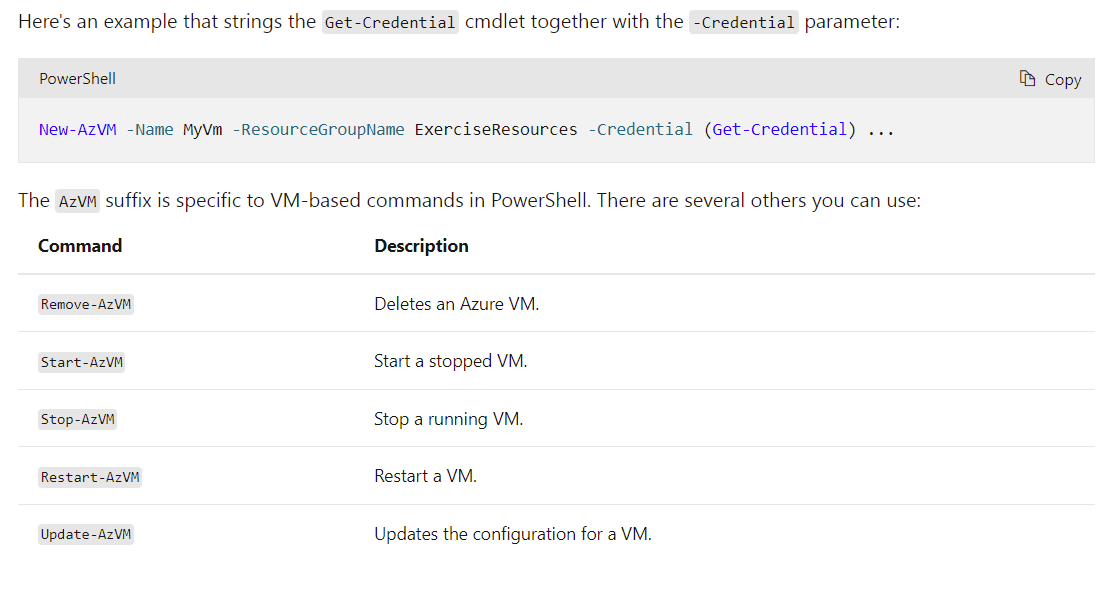 Here's an example that strings the Get-Credential cmdlet together with the -Credential parameter:
PowerShell Copy
New-AzVM -Name MyVm -ResourceGroupName ExerciseResources -Credential (Get-Credential) ...
The AzVM suffix is specific to VM-based commands in PowerShell. There are several others you can use:
Command Description
Remove-AzVM Deletes an Azure VM.
Start-AzVM Start a stopped VM.
Stop-AzVM Stop a running VM.
Restart-AzVM Restart a VM.
Update-AzVM Updates the configuration for a VM.